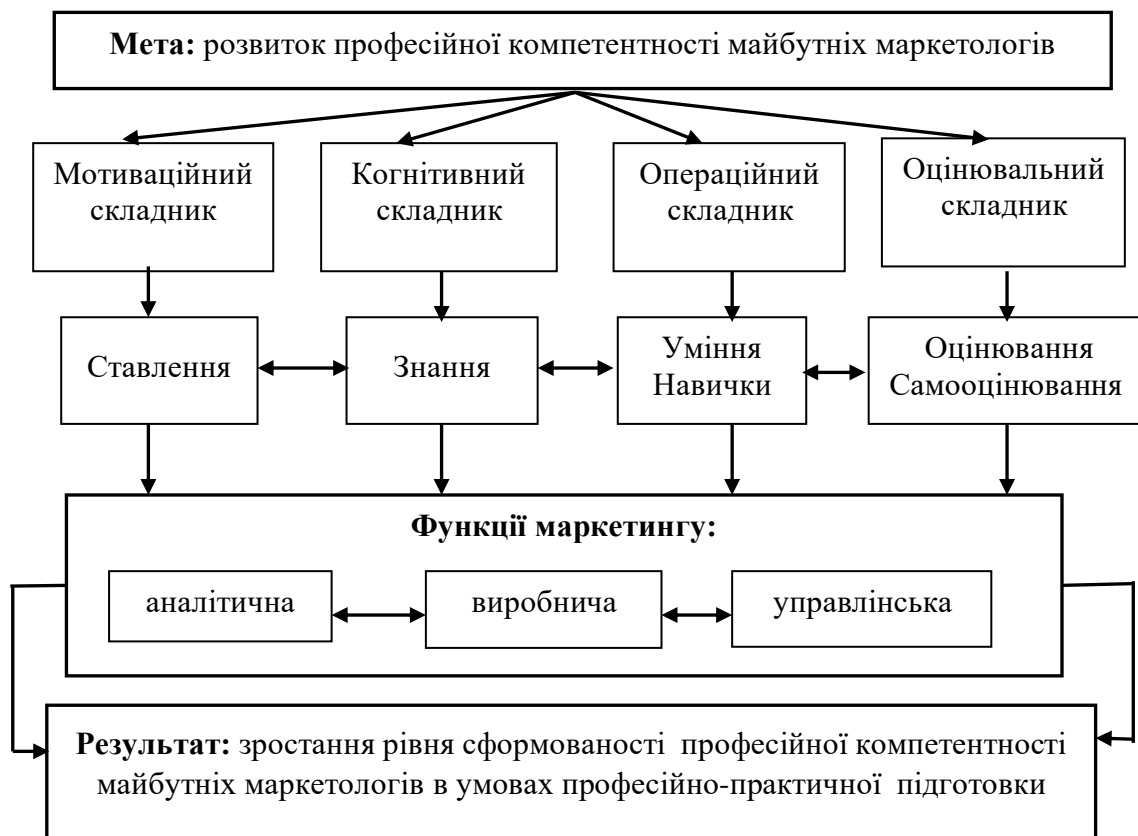 Мета: розвиток професійної компетентності майбутніх маркетологів
Мотиваційний
складник
Когнітивний
складник
Операційний
складник
Оцінювальний
складник
Ставлення
Знання
Уміння
Навички
Оцінювання
Самооцінювання
Функції маркетингу:
аналітична
виробнича
управлінська
Результат: зростання рівня сформованості професійної компетентності
майбутніх маркетологів в умовах професійно-практичної підготовки